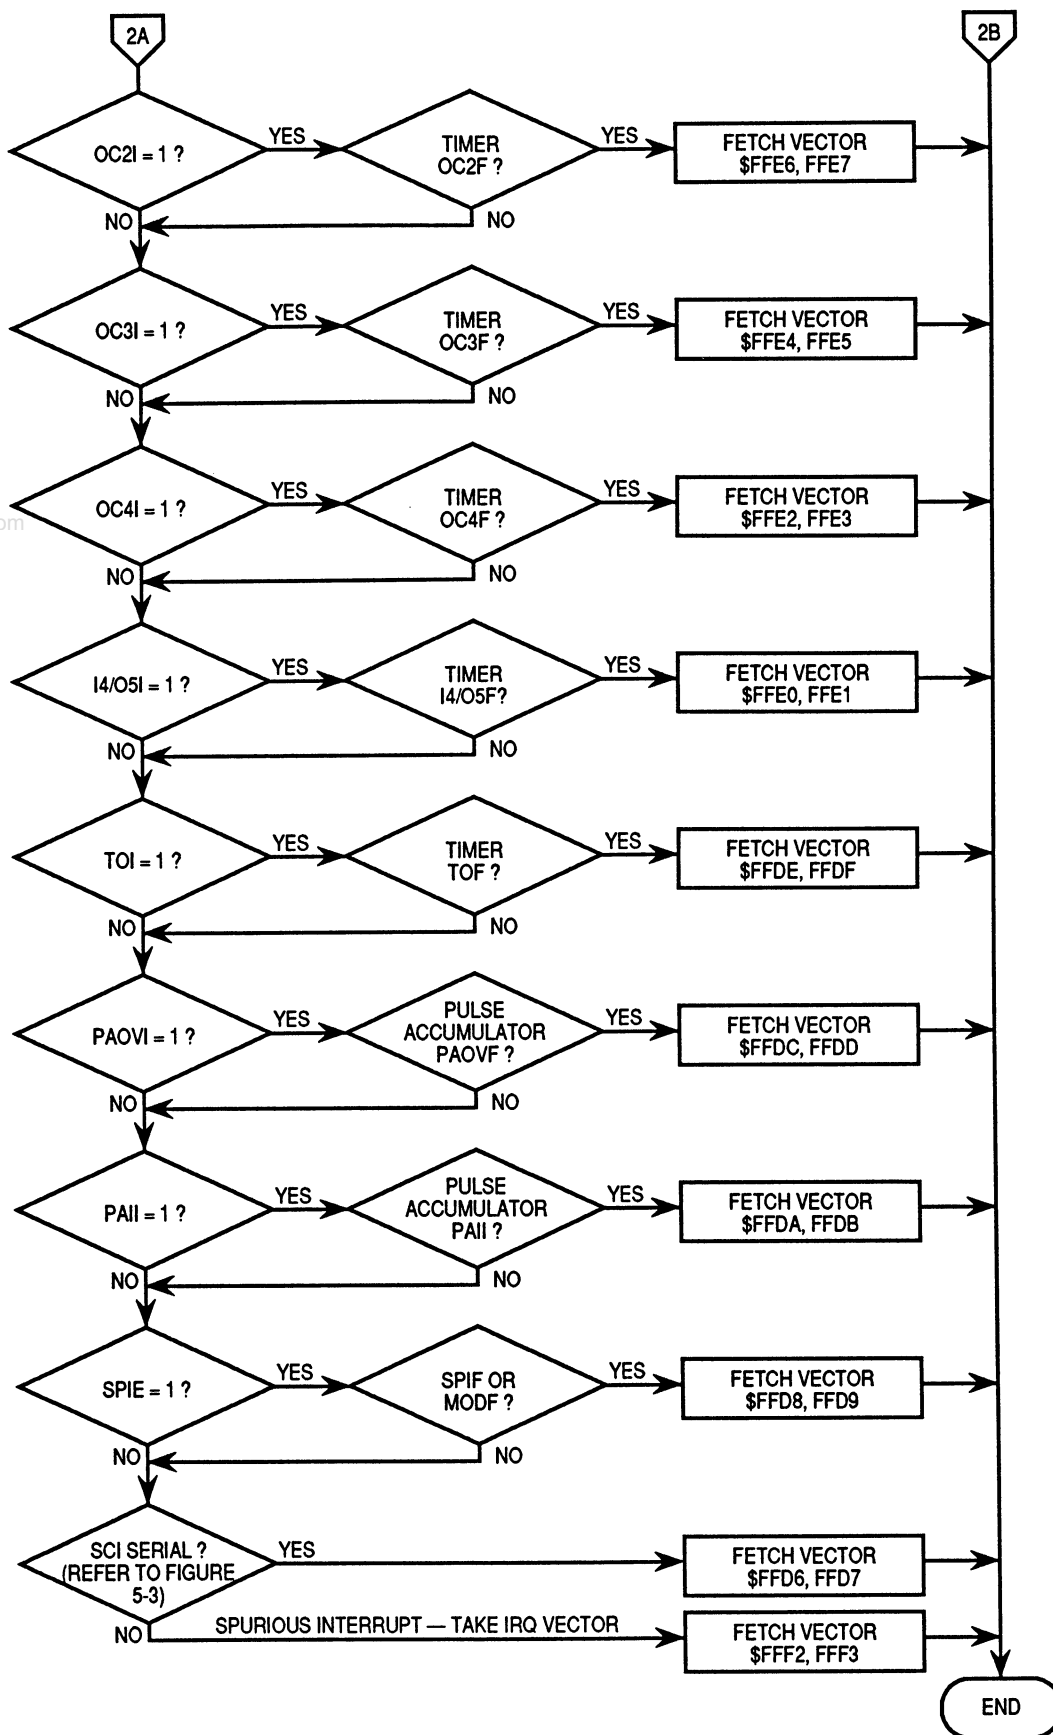 2A
2B
OC2I = 1 ?
YES
TIMER
OC2F ?
YES
FETCH VECTOR
$FFE6, FFE7
NO
NO
OC3I = 1 ?
YES
TIMER
OC3F ?
YES
FETCH VECTOR
$FFE4, FFE5
NO
NO
OC4I = 1 ?
YES
TIMER
OC4F ?
YES
FETCH VECTOR
$FFE2, FFE3
om
NO
NO
I4/O5I = 1 ?
YES
TIMER
I4/O5F?
YES
FETCH VECTOR
$FFE0, FFE1
NO
NO
TOI = 1 ?
YES
TIMER
TOF ?
YES
FETCH VECTOR
$FFDE, FFDF
NO
NO
PAOVI = 1 ?
YES
PULSE
ACCUMULATOR
PAOVF ?
YES
FETCH VECTOR
$FFDC, FFDD
NO
NO
PAII = 1 ?
YES
PULSE
ACCUMULATOR
PAII ?
YES
FETCH VECTOR
$FFDA, FFDB
NO
NO
SPIE = 1 ?
YES
SPIF OR
MODF ?
YES
FETCH VECTOR
$FFD8, FFD9
NO
NO
SCI SERIAL ?
(REFER TO FIGURE
5-3)
YES
FETCH VECTOR
$FFD6, FFD7
NO
SPURIOUS INTERRUPT — TAKE IRQ VECTOR
FETCH VECTOR
$FFF2, FFF3
END